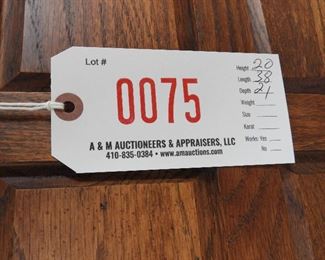 Lot #
0075
Height 20
Length 38
Depth 21
Weight
Size
Karat
Works: Yes
No
A & M AUCTIONEERS & APPRAISERS, LLC
410-835-0384 • www.amauctions.com